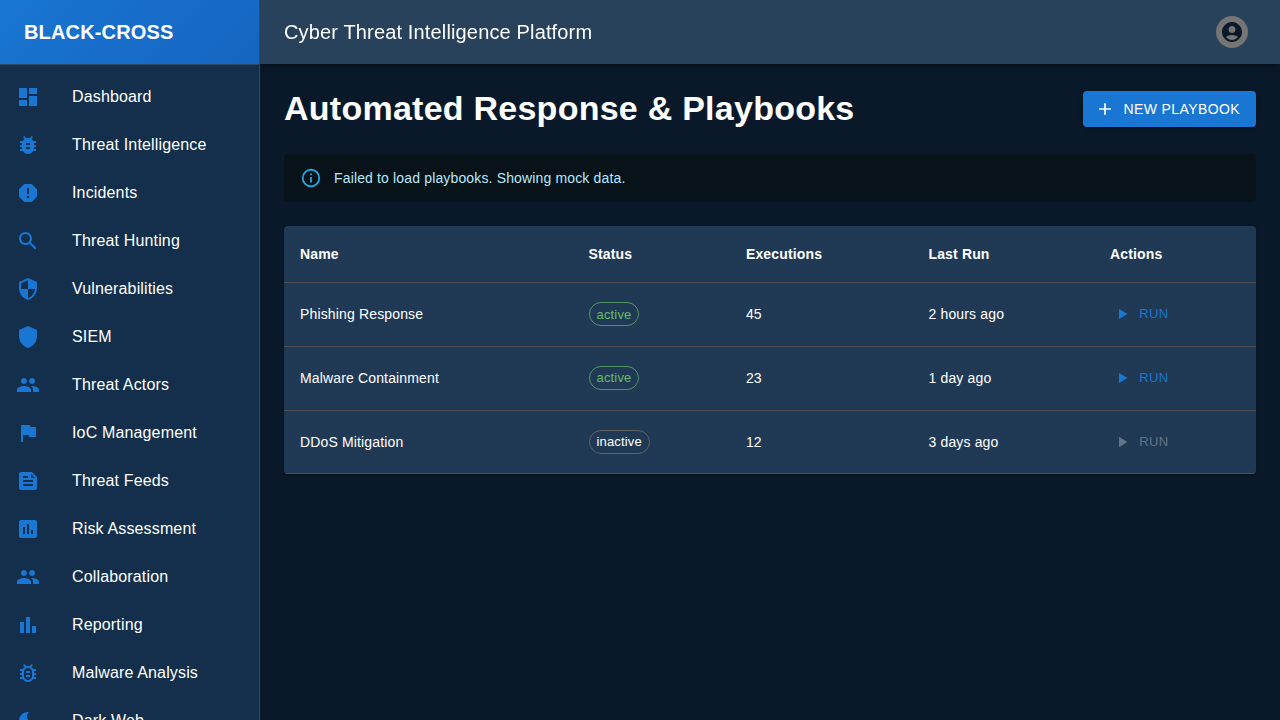 BLACK-CROSS
Cyber Threat Intelligence Platform
Dashboard
Threat Intelligence
Incidents
Threat Hunting
Vulnerabilities
SIEM
Threat Actors
IoC Management
Threat Feeds
Risk Assessment
Collaboration
Reporting
Malware Analysis
Dark Web
Automated Response & Playbooks
NEW PLAYBOOK
Failed to load playbooks. Showing mock data.
Name Status Executions Last Run Actions
Phishing Response active 45 2 hours ago RUN
Malware Containment active 23 1 day ago RUN
DDoS Mitigation inactive 12 3 days ago RUN